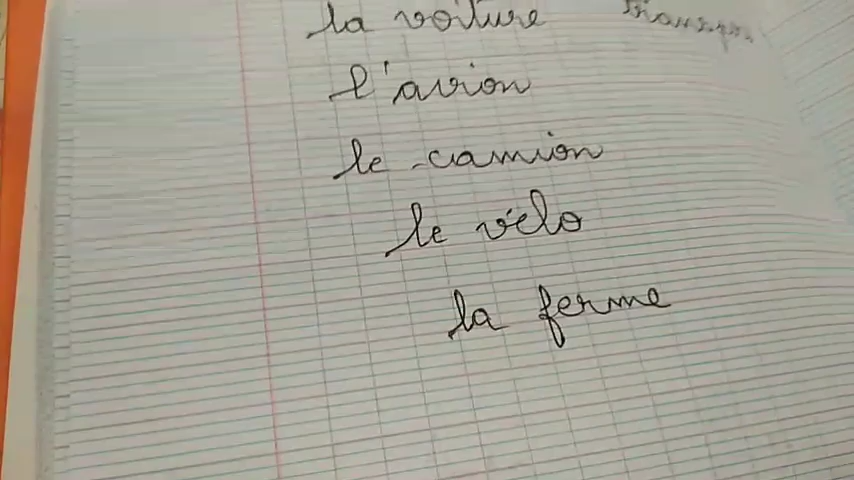 la voiture
l'avion
le camion
le vélo
la ferme